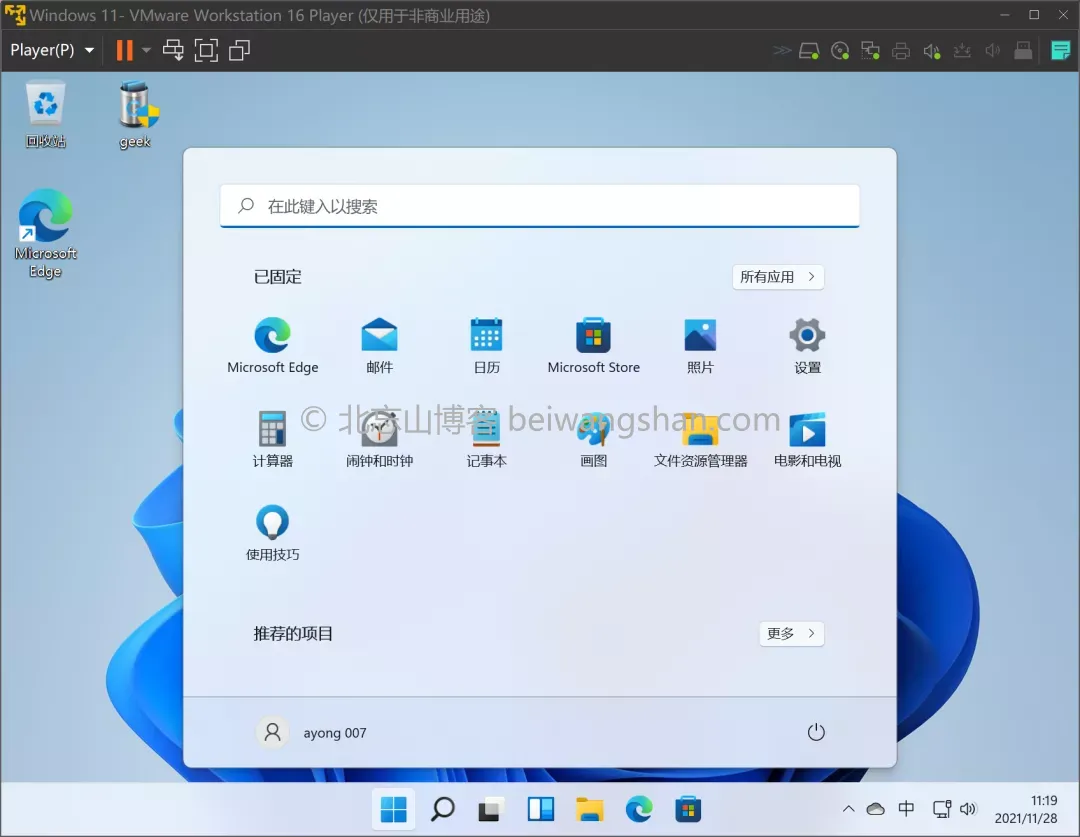 Windows 11- VMware Workstation 16 Player (仅用于非商业用途)
Player(P)
回收站
geek
Microsoft
Edge
在此键入以搜索
已固定
所有应用
Microsoft Edge
邮件
日历
Microsoft Store
照片
设置
© 北京山博客 beiwangshan.com
计算器
闹钟和时钟
记事本
画图
文件资源管理器
电影和电视
使用技巧
推荐的项目
更多
ayong 007
中
11:19
2021/11/28